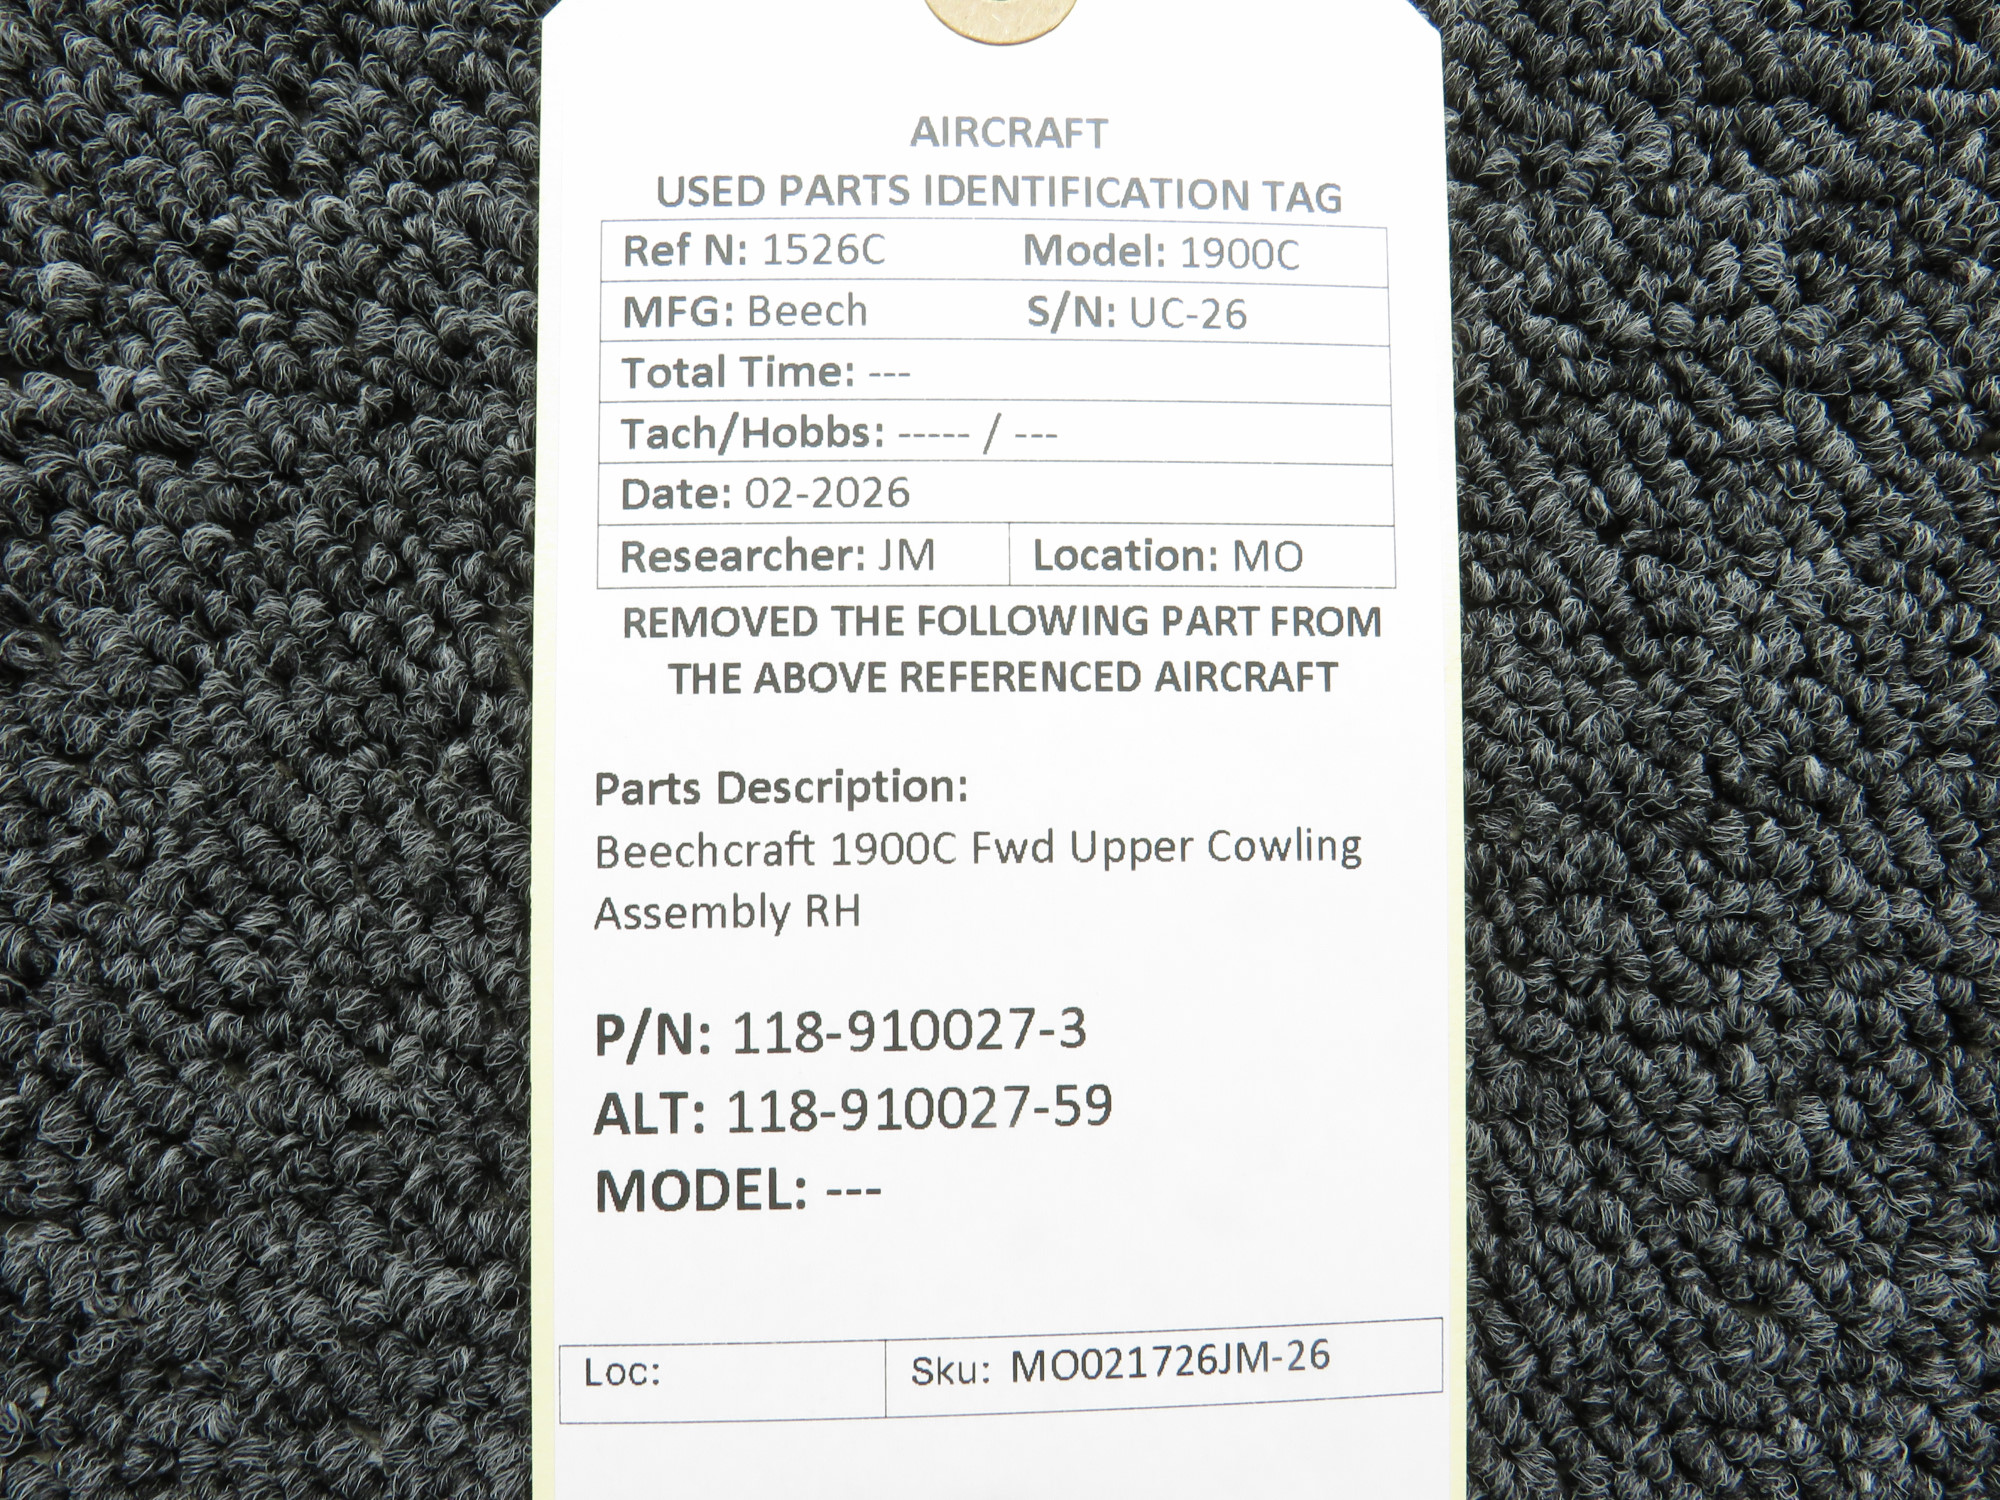 AIRCRAFT
USED PARTS IDENTIFICATION TAG
Ref N: 1526C Model: 1900C
MFG: Beech S/N: UC-26
Total Time: ---
Tach/Hobbs: ----- / ---
Date: 02-2026
Researcher: JM Location: MO
REMOVED THE FOLLOWING PART FROM
THE ABOVE REFERENCED AIRCRAFT
Parts Description:
Beechcraft 1900C Fwd Upper Cowling
Assembly RH
P/N: 118-910027-3
ALT: 118-910027-59
MODEL: ---
Loc: Sku: MO021726JM-26